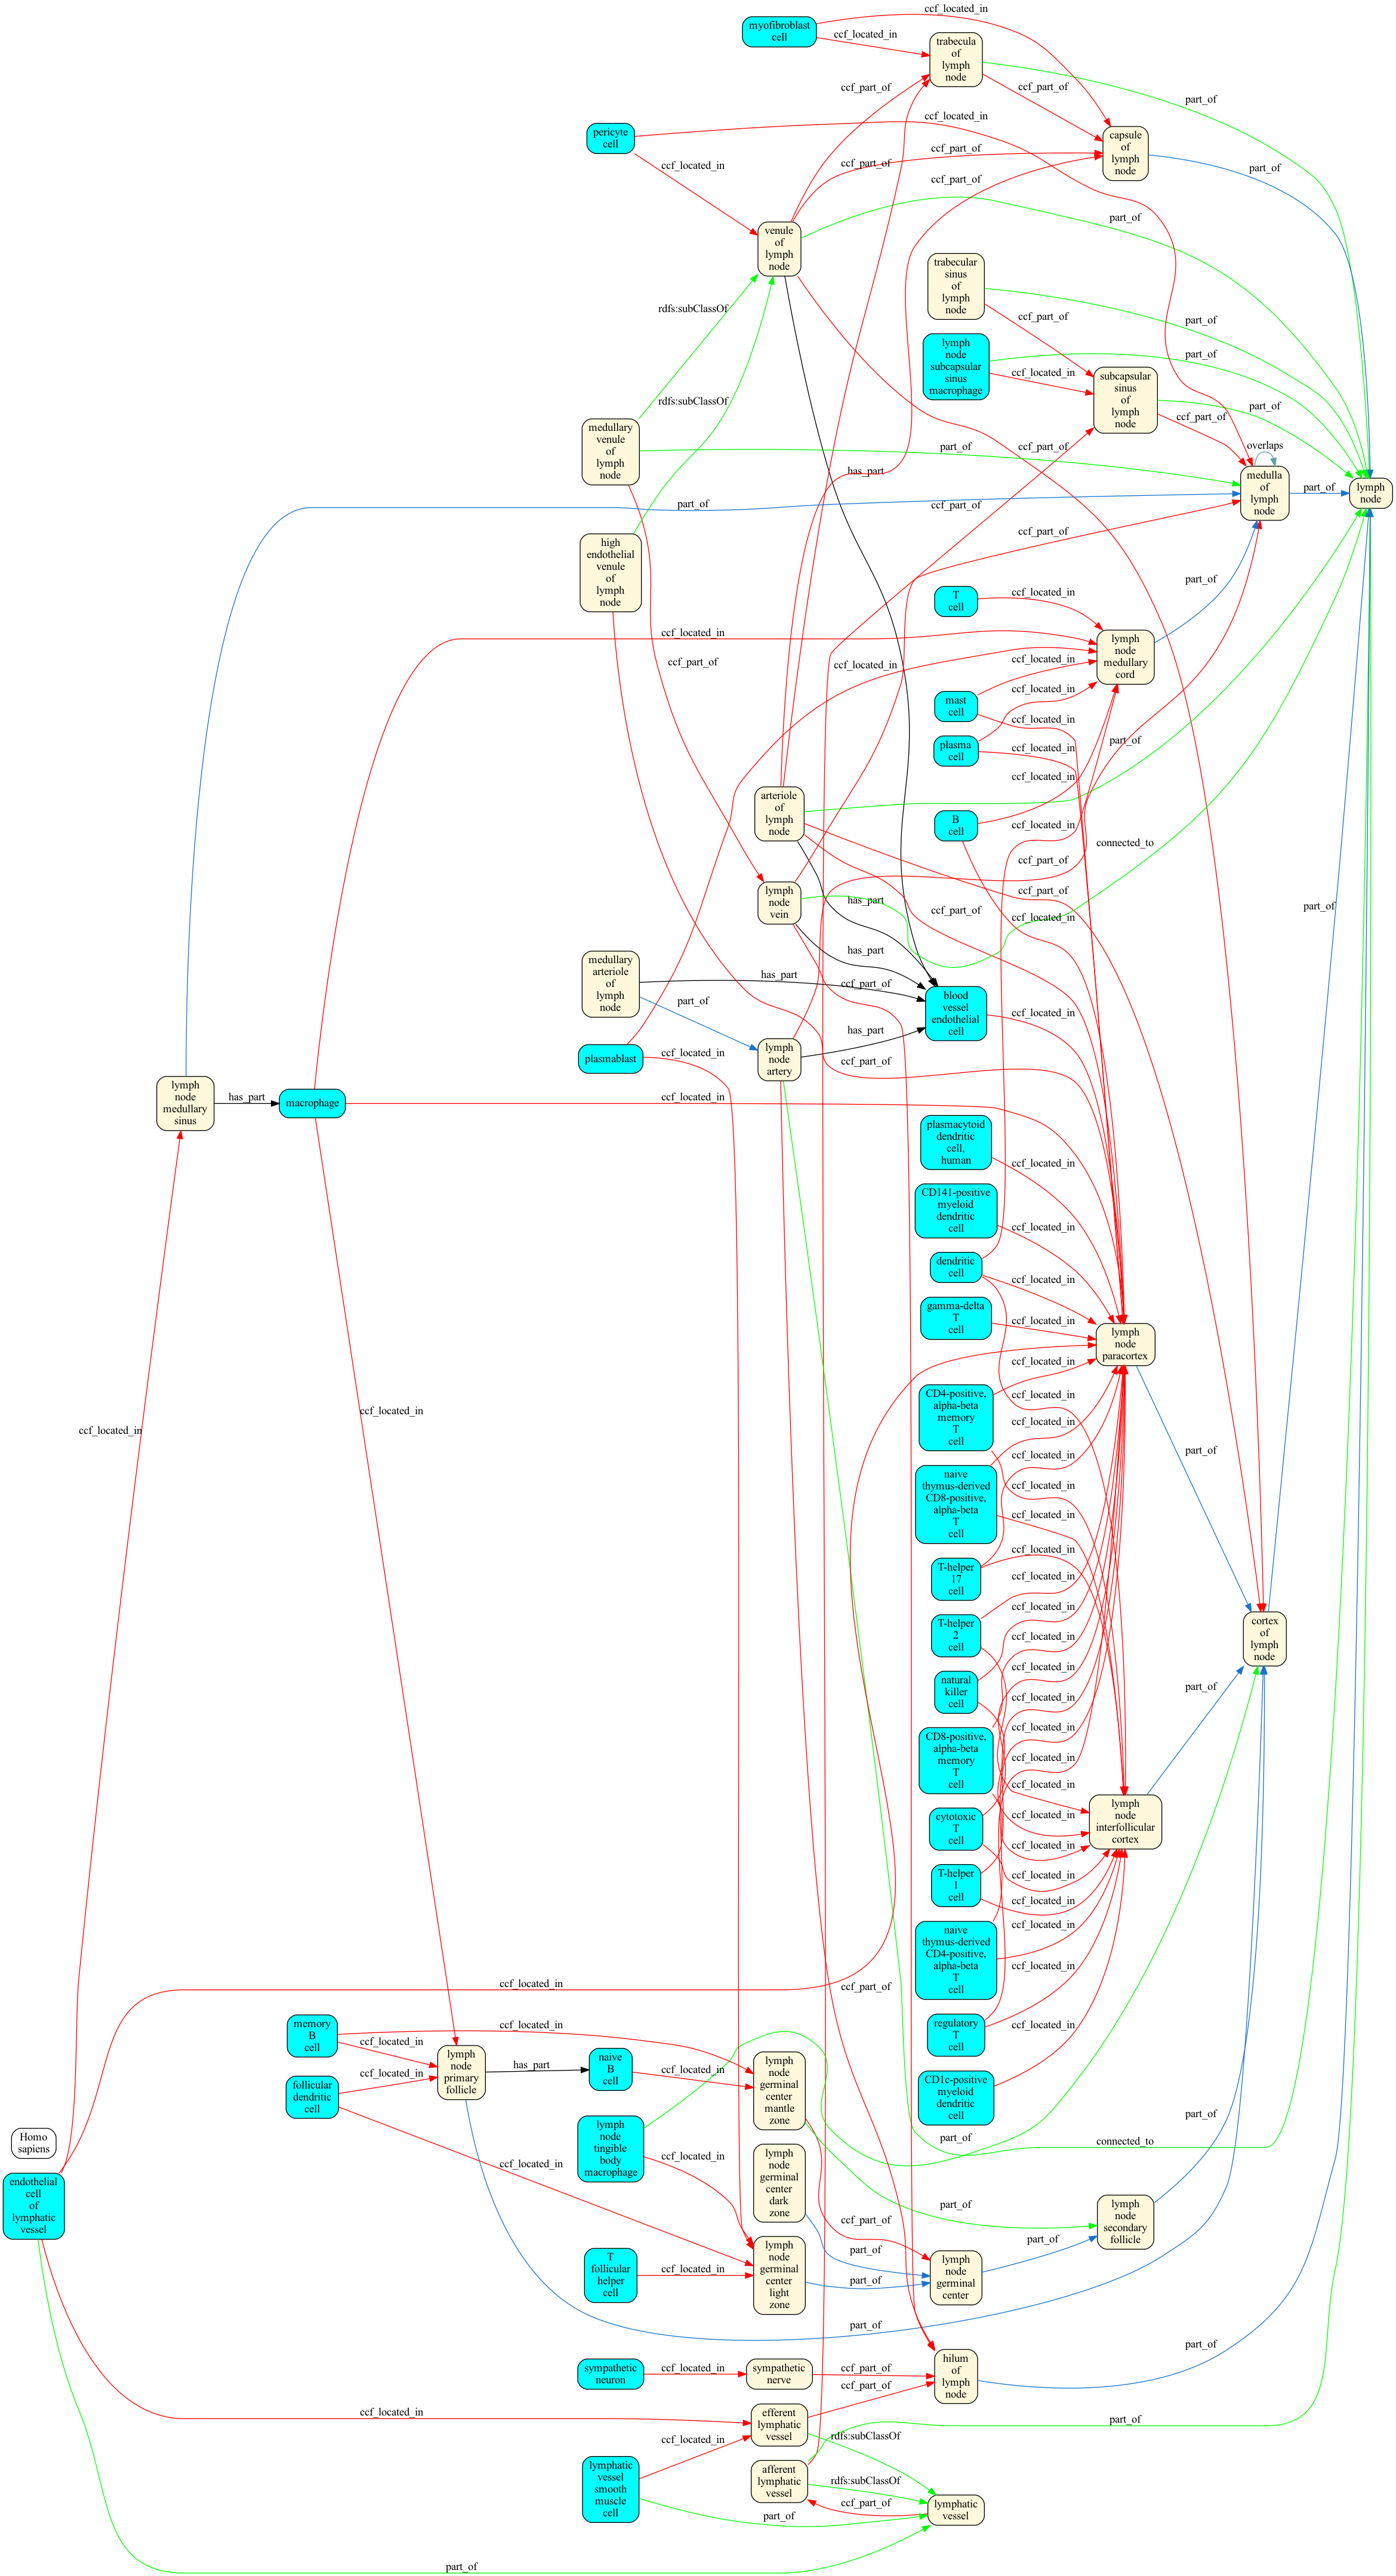 ccf_located_in
myofibroblast
cell
ccf_located_in
trabecula
of
lymph
node
ccf_part_of
ccf_part_of
part_of
ccf_located_in
pericyte
cell
capsule
of
lymph
node
ccf_part_of
ccf_part_of
ccf_located_in
part_of
ccf_part_of
part_of
venule
of
lymph
node
trabecular
sinus
of
lymph
node
rdfs:subClassOf
ccf_part_of
part_of
lymph
node
subcapsular
sinus
macrophage
part_of
ccf_located_in
subcapsular
sinus
of
lymph
node
rdfs:subClassOf
part_of
ccf_part_of
medullary
venule
of
lymph
node
part_of
has_part
ccf_part_of
overlaps
medulla
of
lymph
node
part_of
lymph
node
part_of
ccf_part_of
ccf_part_of
high
endothelial
venule
of
lymph
node
T
cell
ccf_located_in
part_of
ccf_located_in
ccf_part_of
ccf_located_in
lymph
node
medullary
cord
ccf_located_in
mast
cell
ccf_located_in
ccf_located_in
plasma
cell
ccf_located_in
part_of
ccf_located_in
arteriole
of
lymph
node
B
cell
ccf_located_in
connected_to
ccf_part_of
ccf_part_of
lymph
node
vein
has_part
ccf_part_of
ccf_located_in
part_of
medullary
arteriole
of
lymph
node
has_part
has_part
ccf_part_of
part_of
blood
vessel
endothelial
cell
ccf_located_in
plasmablast
ccf_located_in
lymph
node
artery
has_part
ccf_part_of
lymph
node
medullary
sinus
has_part
macrophage
ccf_located_in
plasmacytoid
dendritic
cell,
human
ccf_located_in
CD141-positive
myeloid
dendritic
cell
ccf_located_in
dendritic
cell
ccf_located_in
gamma-delta
T
cell
ccf_located_in
lymph
node
paracortex
CD4-positive,
alpha-beta
memory
T
cell
ccf_located_in
ccf_located_in
ccf_located_in
ccf_located_in
ccf_located_in
part_of
naive
thymus-derived
CD8-positive,
alpha-beta
T
cell
ccf_located_in
ccf_located_in
ccf_located_in
T-helper
17
cell
ccf_located_in
ccf_located_in
T-helper
2
cell
ccf_located_in
cortex
of
lymph
node
natural
killer
cell
ccf_located_in
part_of
CD8-positive,
alpha-beta
memory
T
cell
ccf_located_in
ccf_located_in
ccf_located_in
ccf_located_in
cytotoxic
T
cell
ccf_located_in
lymph
node
interfollicular
cortex
T-helper
1
cell
ccf_located_in
ccf_located_in
naive
thymus-derived
CD4-positive,
alpha-beta
T
cell
ccf_located_in
ccf_located_in
ccf_located_in
ccf_part_of
regulatory
T
cell
ccf_located_in
memory
B
cell
ccf_located_in
ccf_located_in
ccf_located_in
lymph
node
primary
follicle
has_part
naive
B
cell
ccf_located_in
lymph
node
germinal
center
mantle
zone
CD1c-positive
myeloid
dendritic
cell
follicular
dendritic
cell
Homo
sapiens
lymph
node
tingible
body
macrophage
ccf_located_in
ccf_located_in
part_of
connected_to
part_of
endothelial
cell
of
lymphatic
vessel
lymph
node
germinal
center
dark
zone
part_of
ccf_part_of
lymph
node
secondary
follicle
part_of
part_of
T
follicular
helper
cell
ccf_located_in
lymph
node
germinal
center
light
zone
part_of
lymph
node
germinal
center
part_of
part_of
sympathetic
neuron
ccf_located_in
sympathetic
nerve
ccf_part_of
hilum
of
lymph
node
ccf_part_of
ccf_located_in
efferent
lymphatic
vessel
part_of
rdfs:subClassOf
ccf_located_in
lymphatic
vessel
smooth
muscle
cell
afferent
lymphatic
vessel
rdfs:subClassOf
ccf_part_of
lymphatic
vessel
part_of
part_of